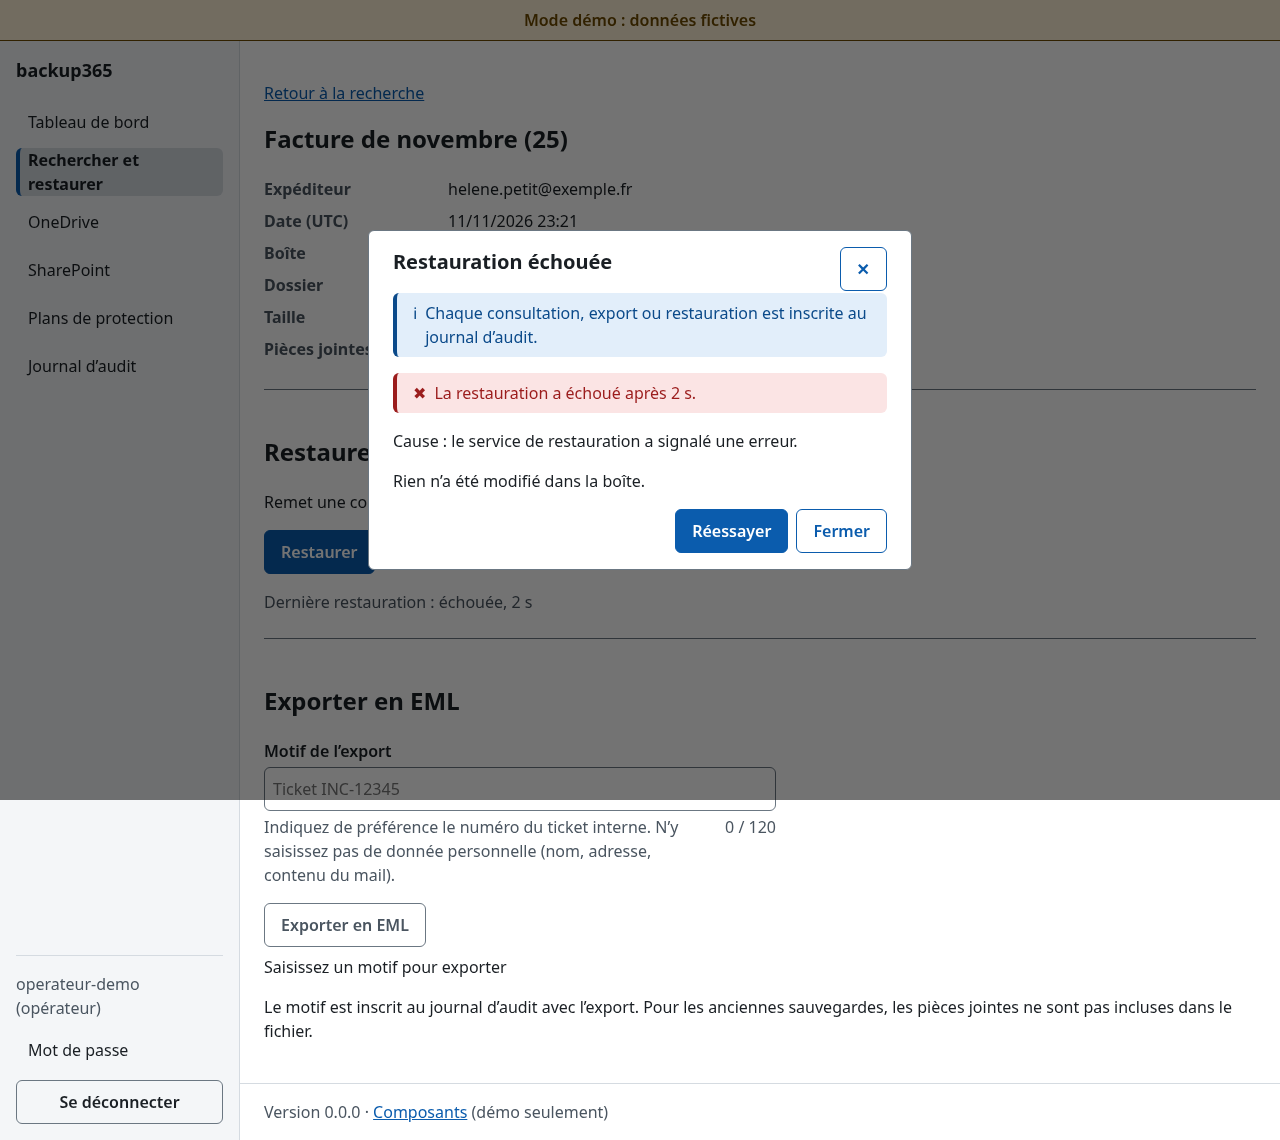 Mode démo : données fictives
backup365
Tableau de bord
Rechercher et
restaurer
OneDrive
SharePoint
Plans de protection
Journal d’audit
operateur-demo
(opérateur)
Mot de passe
Se déconnecter
Retour à la recherche
Facture de novembre (25)
Expéditeur helene.petit@exemple.fr
Date (UTC) 11/11/2026 23:21
Boîte
Dossier
Taille
Pièces jointes
Restauration échouée
✕
i Chaque consultation, export ou restauration est inscrite au
journal d’audit.
✖ La restauration a échoué après 2 s.
Cause : le service de restauration a signalé une erreur.
Rien n’a été modifié dans la boîte.
Réessayer
Fermer
Restaure
Remet une co
Restaurer
Dernière restauration : échouée, 2 s
Exporter en EML
Motif de l’export
Ticket INC-12345
Indiquez de préférence le numéro du ticket interne. N’y 0 / 120
saisissez pas de donnée personnelle (nom, adresse,
contenu du mail).
Exporter en EML
Saisissez un motif pour exporter
Le motif est inscrit au journal d’audit avec l’export. Pour les anciennes sauvegardes, les pièces jointes ne sont pas incluses dans le
fichier.
Version 0.0.0 · Composants (démo seulement)